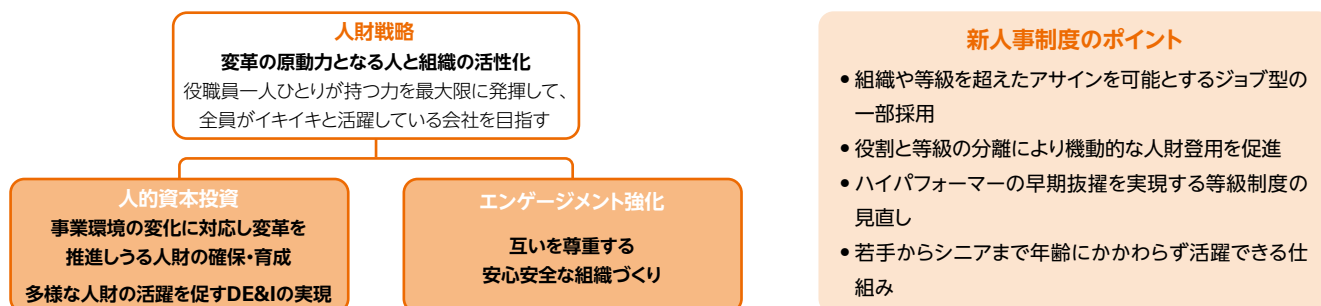 人財戦略
変革の原動力となる人と組織の活性化
役職員一人ひとりが持つ力を最大限に発揮して、
全員がイキイキと活躍している会社を目指す
人的資本投資
事業環境の変化に対応し変革を
推進しうる人財の確保・育成
多様な人財の活躍を促すDE&Iの実現
エンゲージメント強化
互いを尊重する
安心安全な組織づくり
新人事制度のポイント
• 組織や等級を超えたアサインを可能とするジョブ型の
一部採用
• 役割と等級の分離により機動的な人財登用を促進
• ハイパフォーマーの早期抜擢を実現する等級制度の
見直し
• 若手からシニアまで年齢にかかわらず活躍できる仕
組み